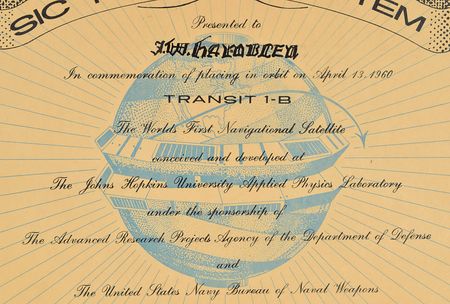 SIC TEM
Presented to
J.W. HAMBLEN
In commemoration of placing in orbit on April 13, 1960
TRANSIT 1-B
The Worlds First Navigational Satellite
conceived and developed at
The Johns Hopkins University Applied Physics Laboratory
under the sponsorship of
The Advanced Research Projects Agency of the Department of Defense
and
The United States Navy Bureau of Naval Weapons